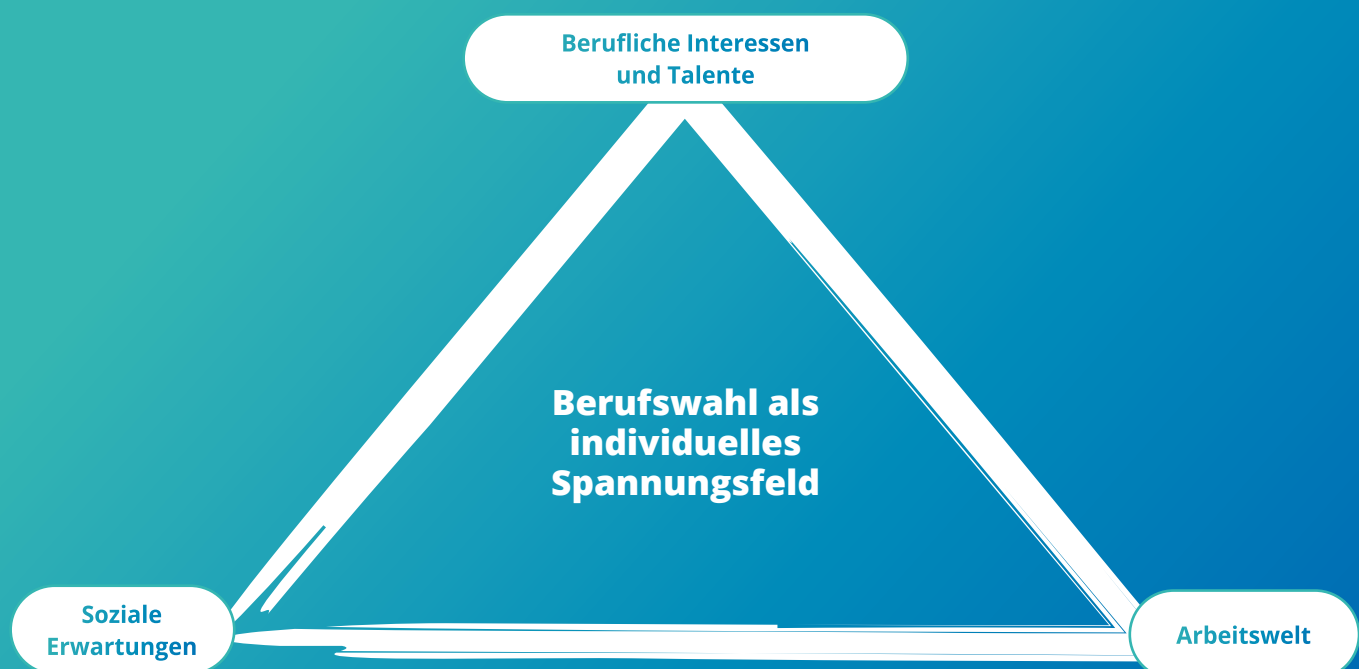 Berufliche Interessen
und Talente
Berufswahl als
individuelles
Spannungsfeld
Soziale
Erwartungen
Arbeitswelt